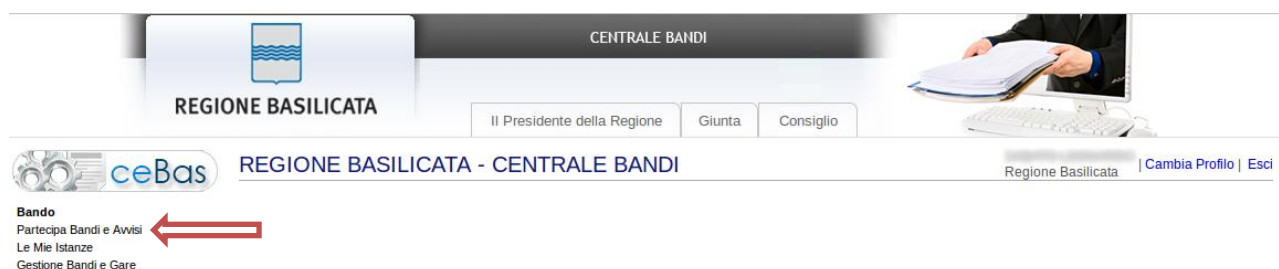 CENTRALE BANDI
REGIONE BASILICATA
Il Presidente della Regione
Giunta
Consiglio
ceBas
REGIONE BASILICATA - CENTRALE BANDI
Regione Basilicata
| Cambia Profilo | Esci
Bando
Partecipa Bandi e Avvisi
Le Mie Istanze
Gestione Bandi e Gare